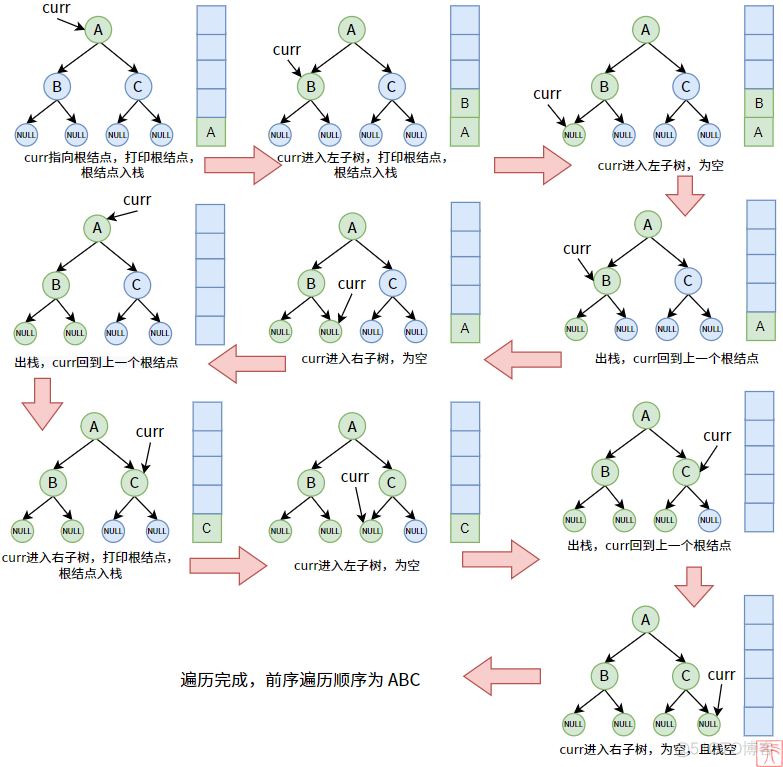 curr
A
B
C
NULL
NULL
NULL
NULL
A
curr指向根结点，打印根结点，
根结点入栈
curr
A
B
C
NULL
NULL
NULL
NULL
B
A
curr进入左子树，打印根结点，
根结点入栈
curr
A
B
C
NULL
NULL
NULL
NULL
B
A
curr进入左子树，为空
curr
A
B
C
NULL
NULL
NULL
NULL
出栈，curr回到上一个根结点
curr
A
B
C
NULL
NULL
NULL
NULL
A
curr进入右子树，为空
curr
A
B
C
NULL
NULL
NULL
NULL
A
出栈，curr回到上一个根结点
curr
A
B
C
NULL
NULL
NULL
NULL
C
curr进入右子树，打印根结点，
根结点入栈
curr
A
B
C
NULL
NULL
NULL
NULL
C
curr进入左子树，为空
curr
A
B
C
NULL
NULL
NULL
NULL
出栈，curr回到上一个根结点
curr
A
B
C
NULL
NULL
NULL
NULL
curr进入右子树，为空，且栈空
遍历完成，前序遍历顺序为 ABC